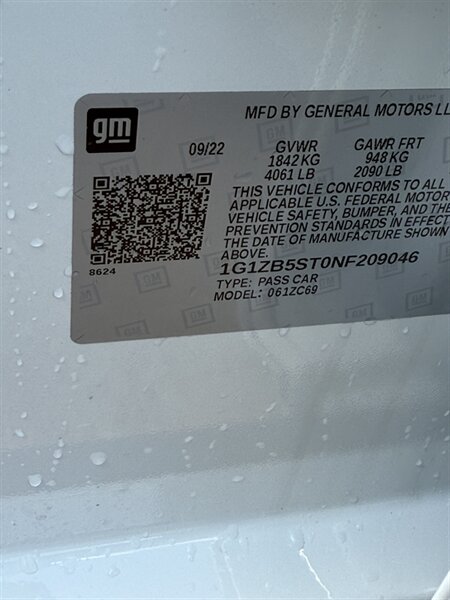 gm
MFD BY GENERAL MOTORS LL
09/22 GVWR GAWR FRT
1842 KG 948 KG
4061 LB 2090 LB
THIS VEHICLE CONFORMS TO ALL
APPLICABLE U.S. FEDERAL MOTOR
VEHICLE SAFETY, BUMPER, AND THE
PREVENTION STANDARDS IN EFFECT
THE DATE OF MANUFACTURE SHOWN
ABOVE.
8624
1G1ZB5ST0NF209046
TYPE: PASS CAR
MODEL: 061ZC69